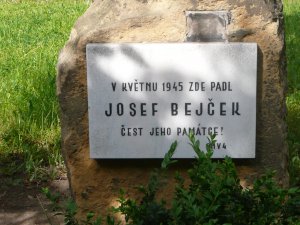 V KVĚTNU 1945 ZDE PADL
JOSEF BEJČEK
ČEST JEHO PAMÁTCE!